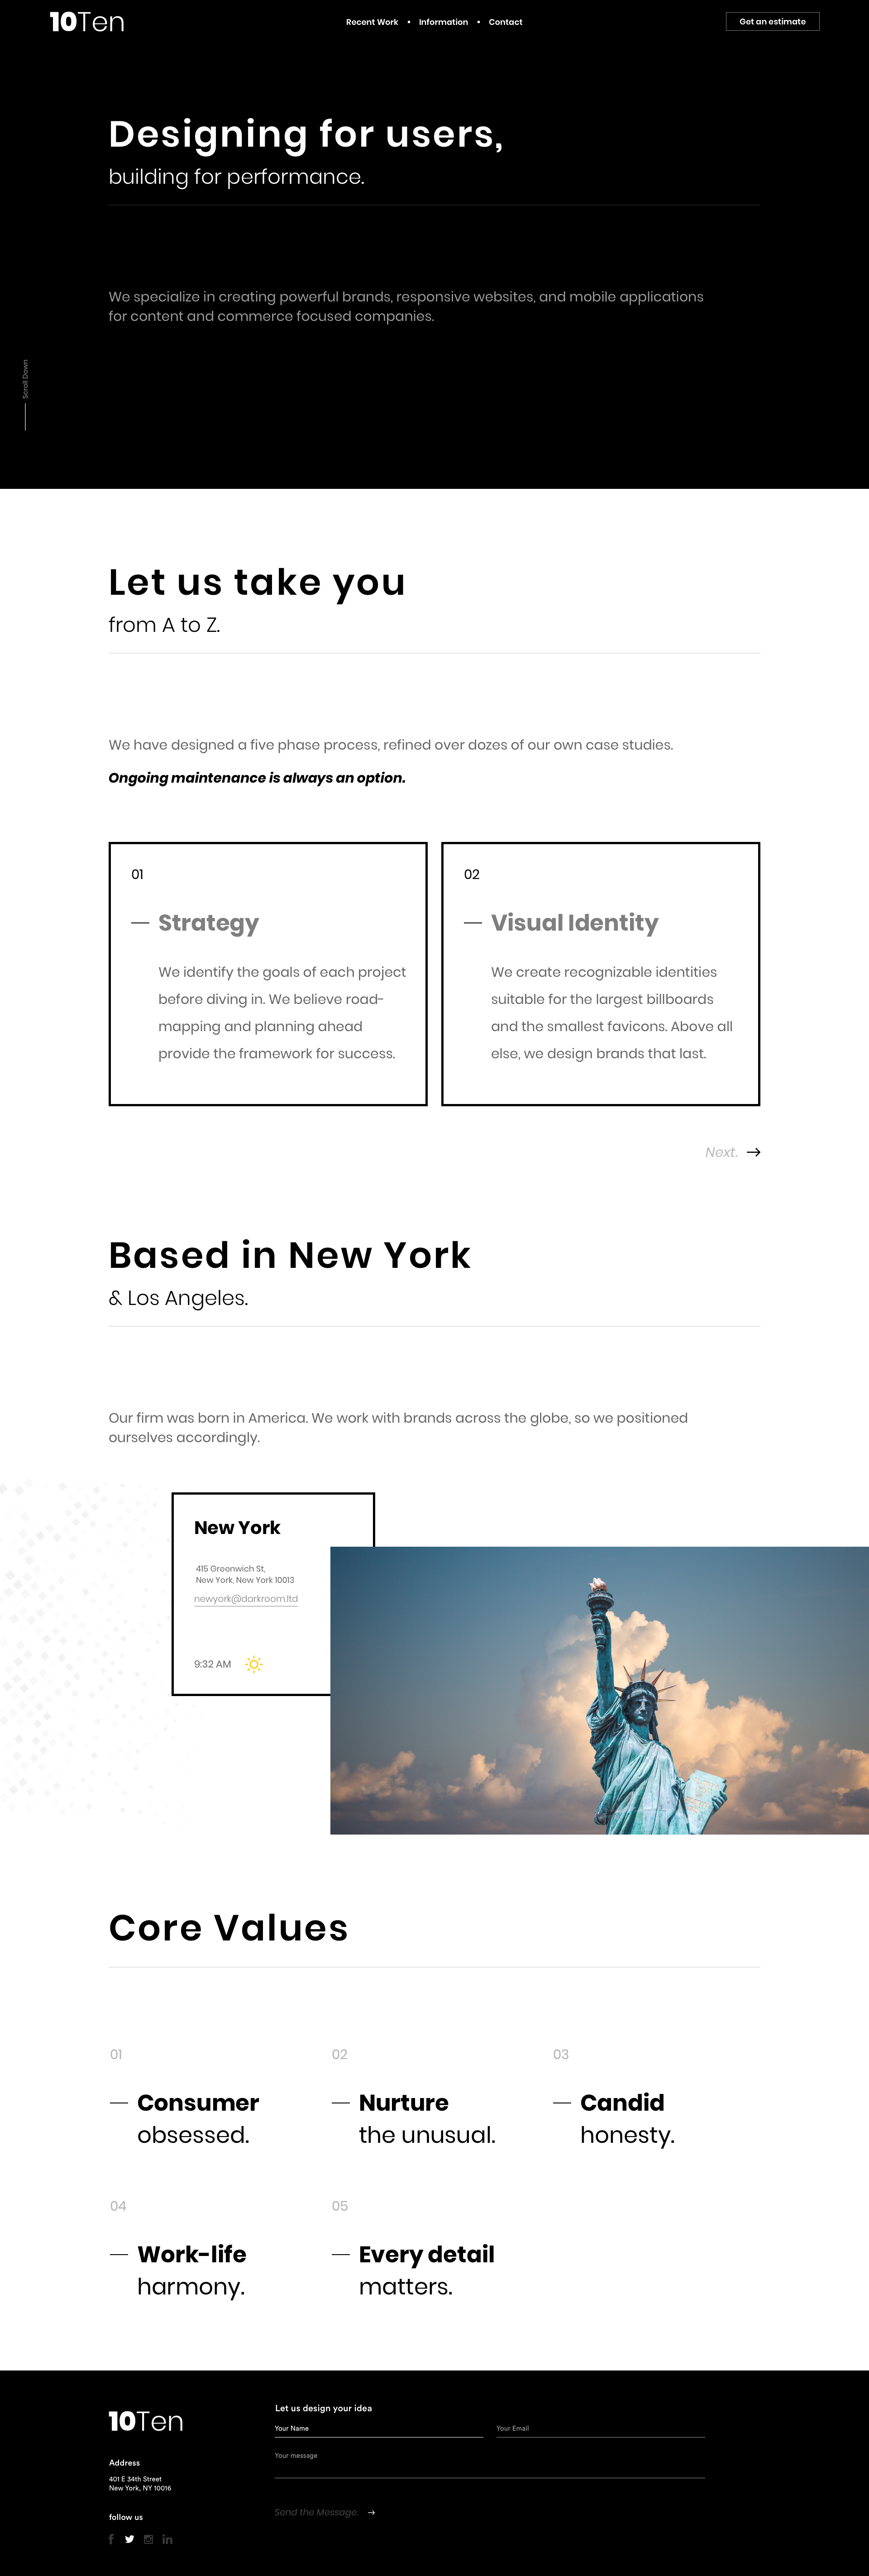 10Ten
Recent Work • Information • Contact
Get an estimate
Designing for users,
building for performance.
We specialize in creating powerful brands, responsive websites, and mobile applications
for content and commerce focused companies.
Scroll Down
Let us take you
from A to Z.
We have designed a five phase process, refined over dozes of our own case studies.
Ongoing maintenance is always an option.
01
Strategy
We identify the goals of each project
before diving in. We believe road-
mapping and planning ahead
provide the framework for success.
02
Visual Identity
We create recognizable identities
suitable for the largest billboards
and the smallest favicons. Above all
else, we design brands that last.
Next.
Based in New York
& Los Angeles.
Our firm was born in America. We work with brands across the globe, so we positioned
ourselves accordingly.
New York
415 Greenwich St,
New York, New York 10013
newyork@darkroom.ltd
9:32 AM
Core Values
01
Consumer
obsessed.
02
Nurture
the unusual.
03
Candid
honesty.
04
Work-life
harmony.
05
Every detail
matters.
10Ten
Address
401 E 34th Street
New York, NY 10016
follow us
Let us design your idea
Your Name
Your Email
Your message
Send the Message.